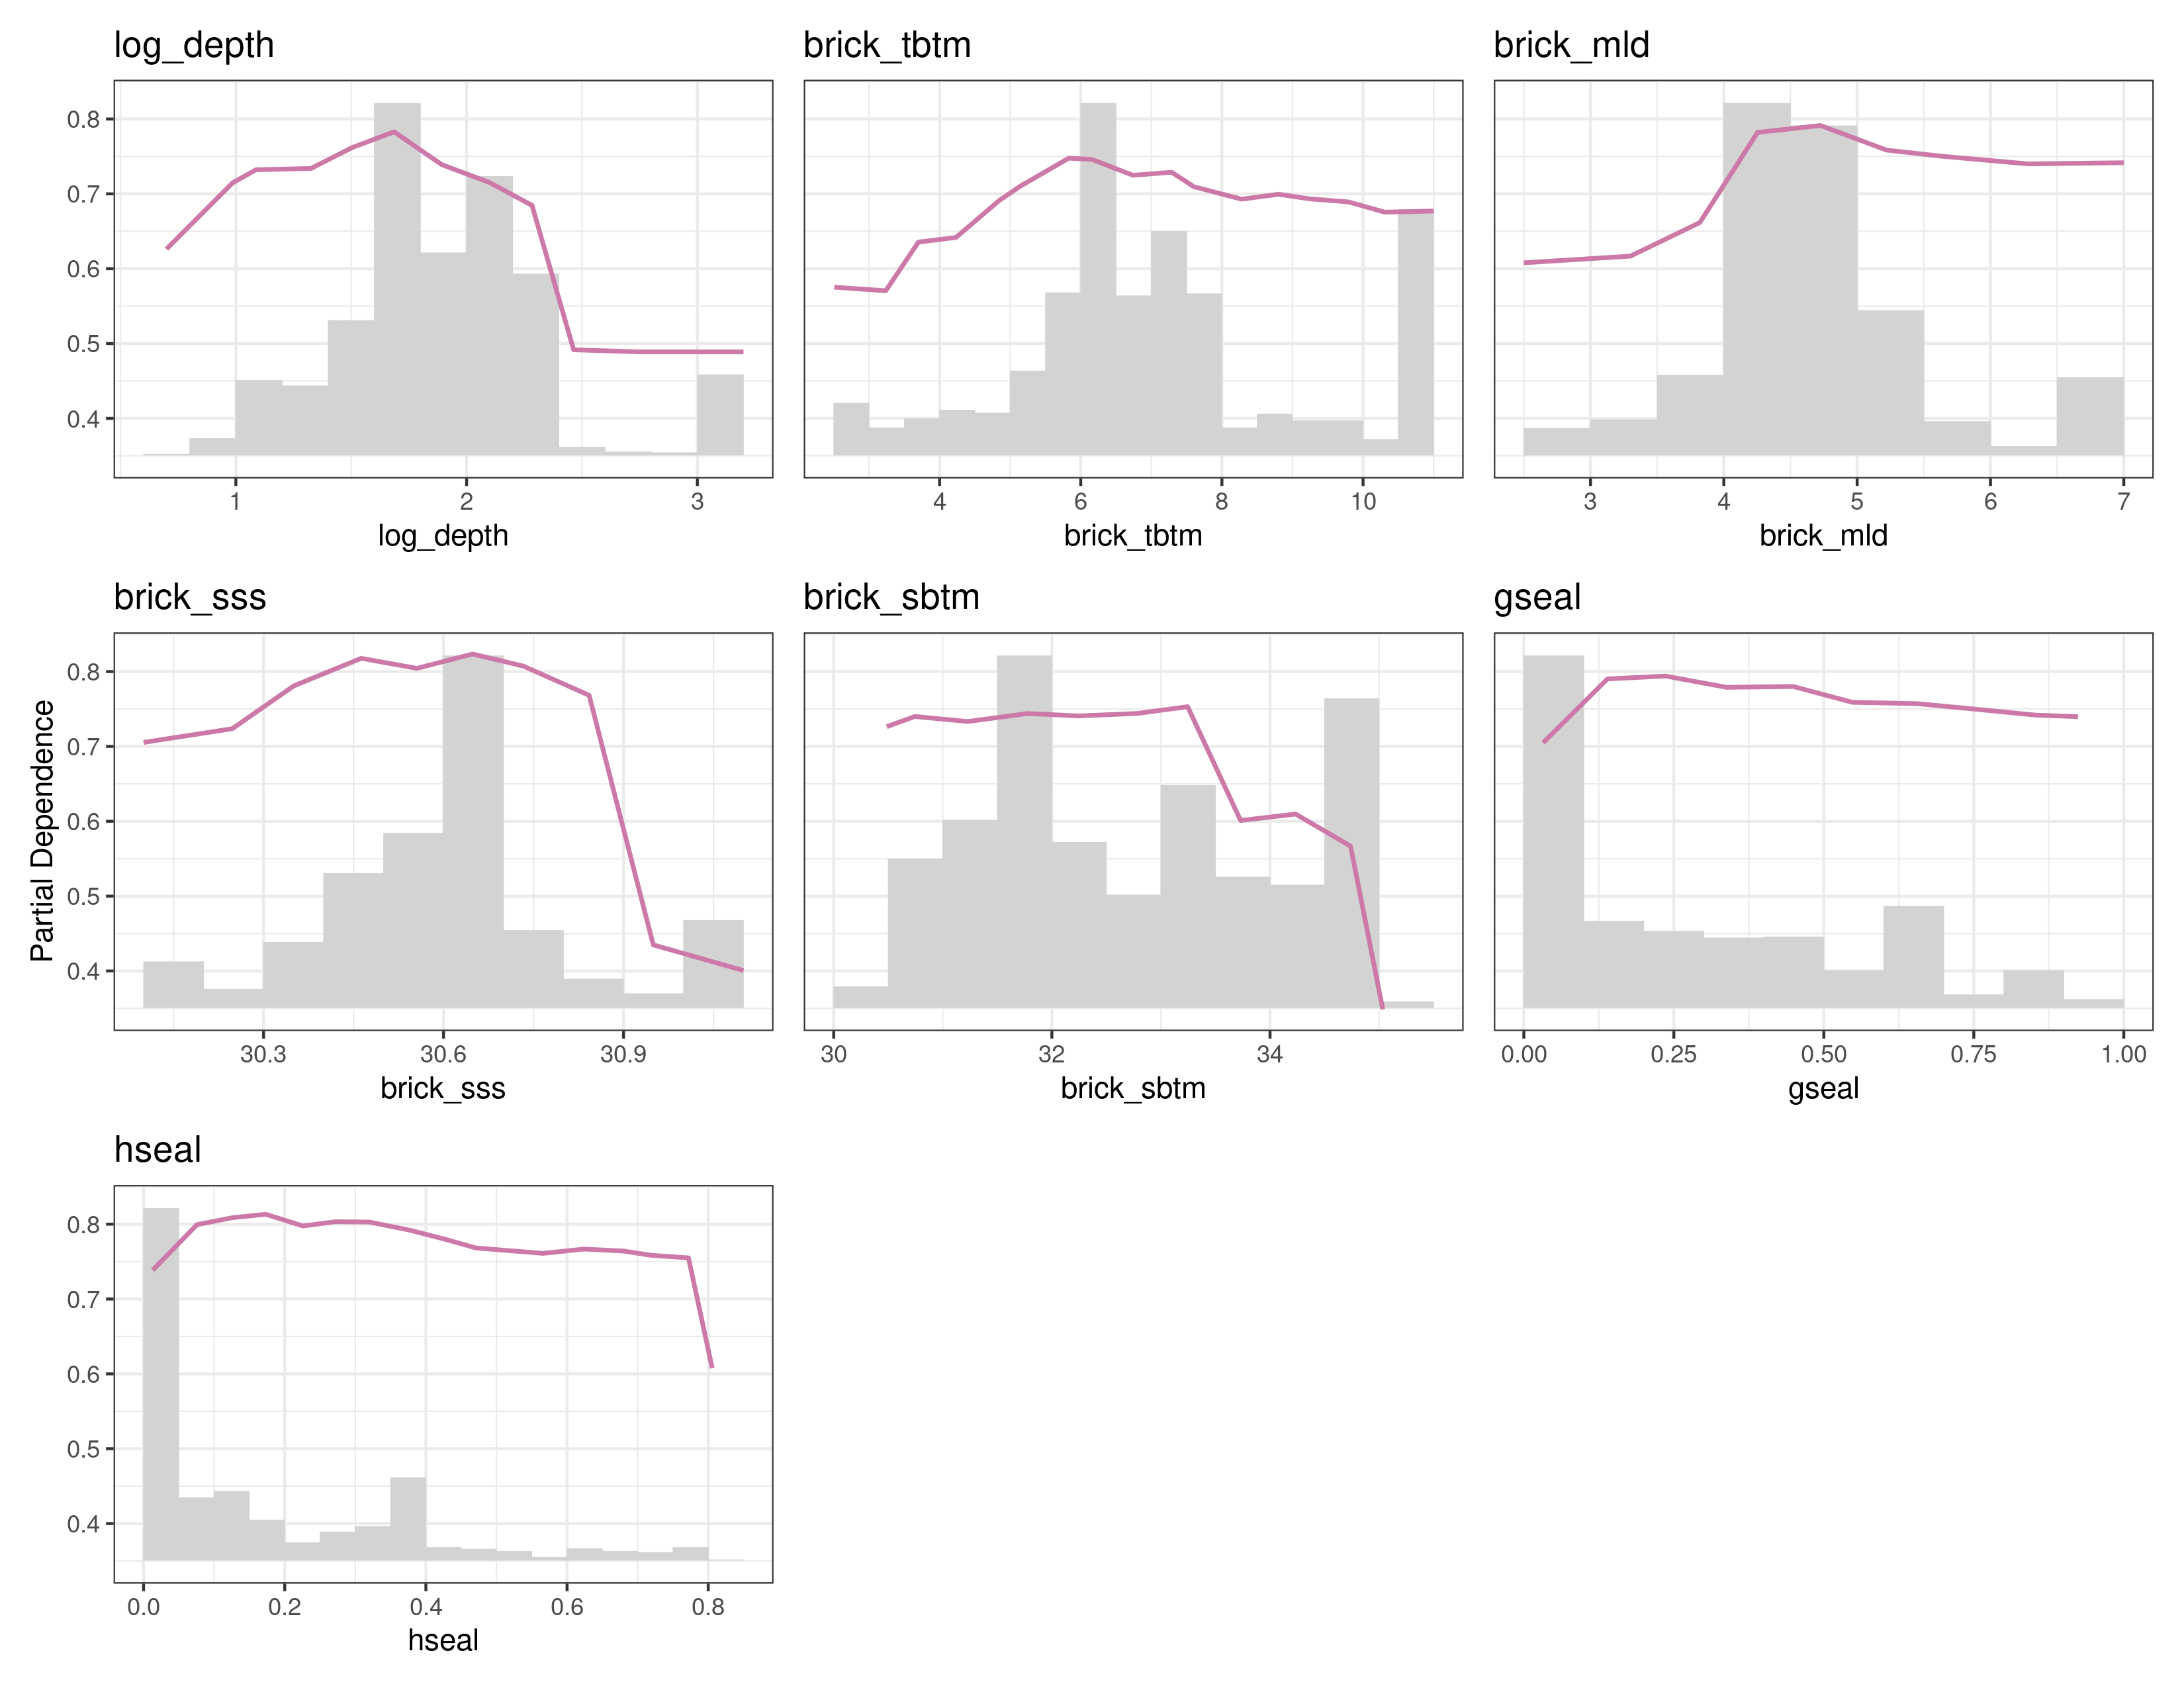 log_depth brick_tbtm brick_mld
0.8
0.7
0.6
0.5
0.4
1 2 3 4 6 8 10 3 4 5 6 7
log_depth brick_tbtm brick_mld
brick_sss brick_sbtm gseal
Partial Dependence
0.8
0.7
0.6
0.5
0.4
30.3 30.6 30.9 30 32 34 0.00 0.25 0.50 0.75 1.00
brick_sss brick_sbtm gseal
hseal
0.8
0.7
0.6
0.5
0.4
0.0 0.2 0.4 0.6 0.8
hseal